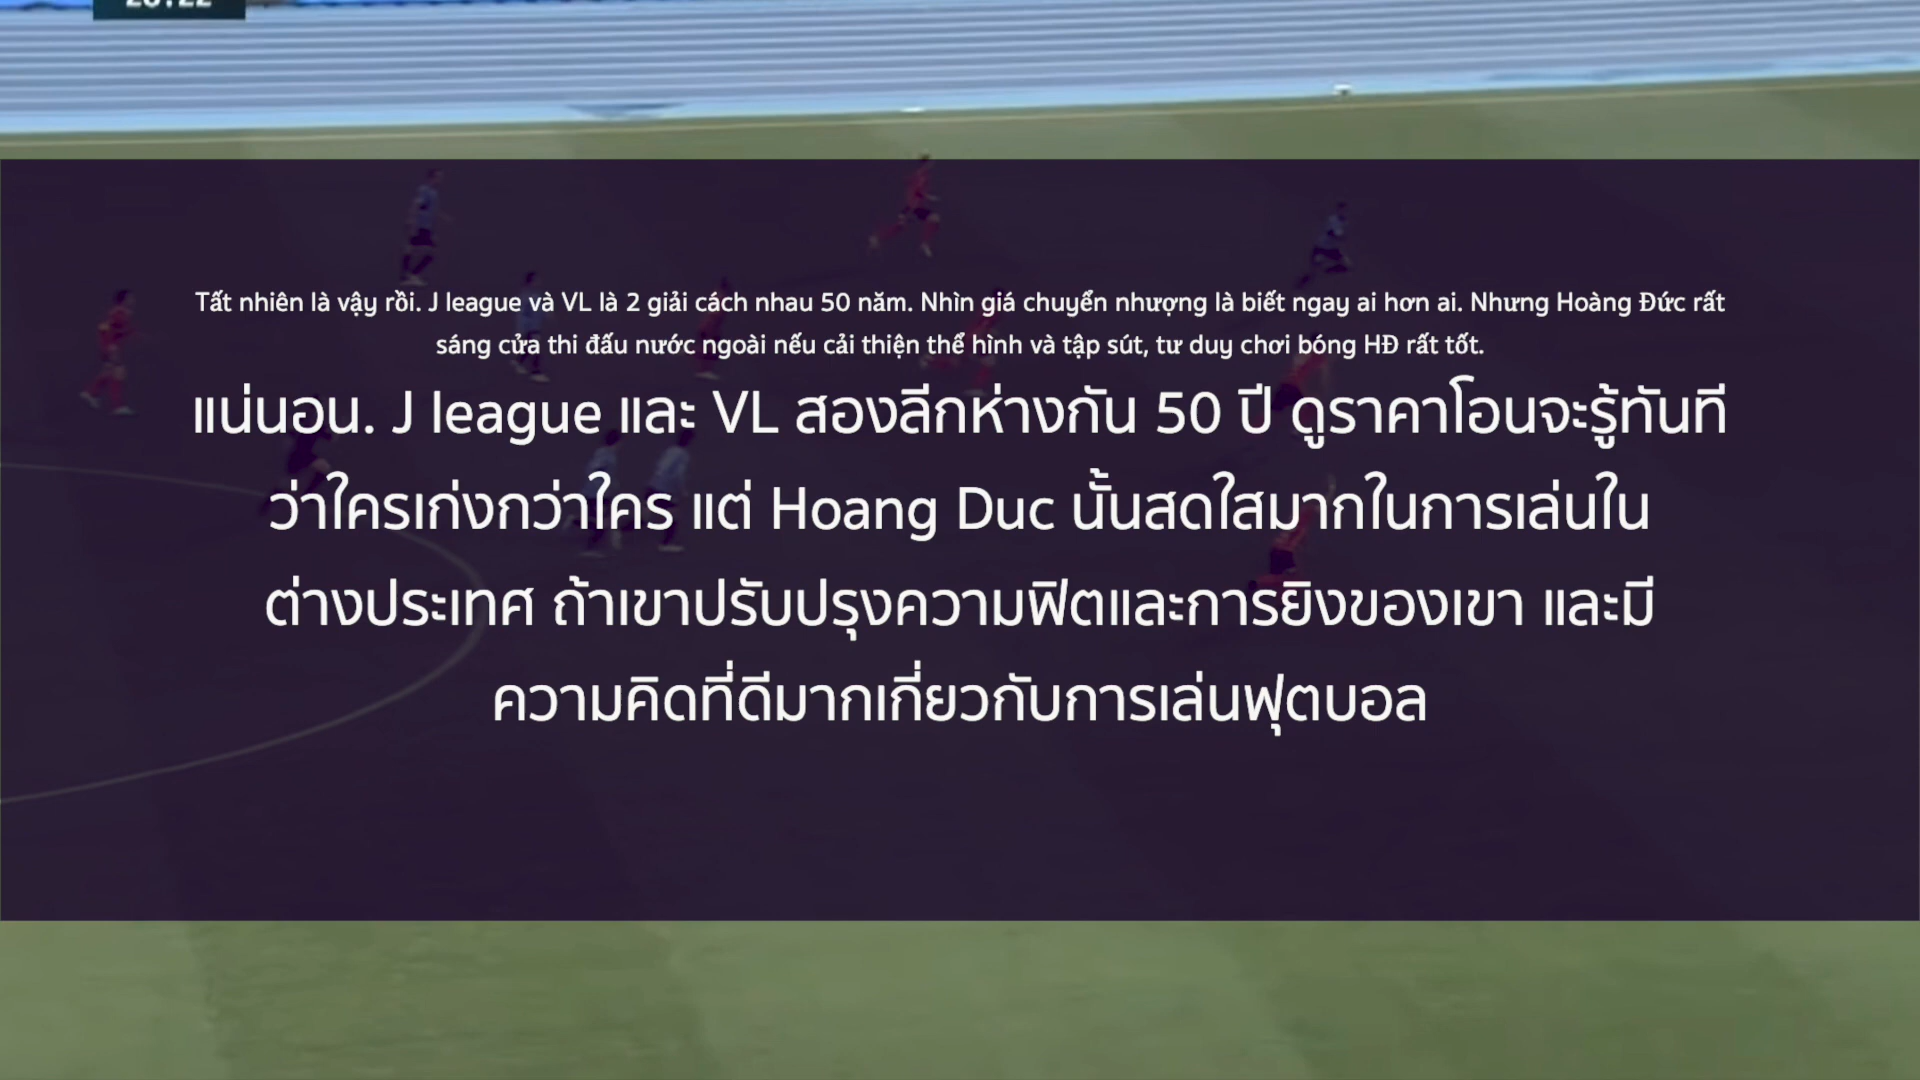 Tất nhiên là vậy rồi. J league và VL là 2 giải cách nhau 50 năm. Nhìn giá chuyển nhượng là biết ngay ai hơn ai. Nhưng Hoàng Đức rất
sáng cửa thi đấu nước ngoài nếu cải thiện thể hình và tập sút, tư duy chơi bóng HĐ rất tốt.
แน่นอน. J league และ VL สองลีกห่างกัน 50 ปี ดูราคาโอนจะรู้ทันที
ว่าใครเก่งกว่าใคร แต่ Hoang Duc นั้นสดใสมากในการเล่นใน
ต่างประเทศ ถ้าเขาปรับปรุงความฟิตและการยิงของเขา และมี
ความคิดที่ดีมากเกี่ยวกับการเล่นฟุตบอล